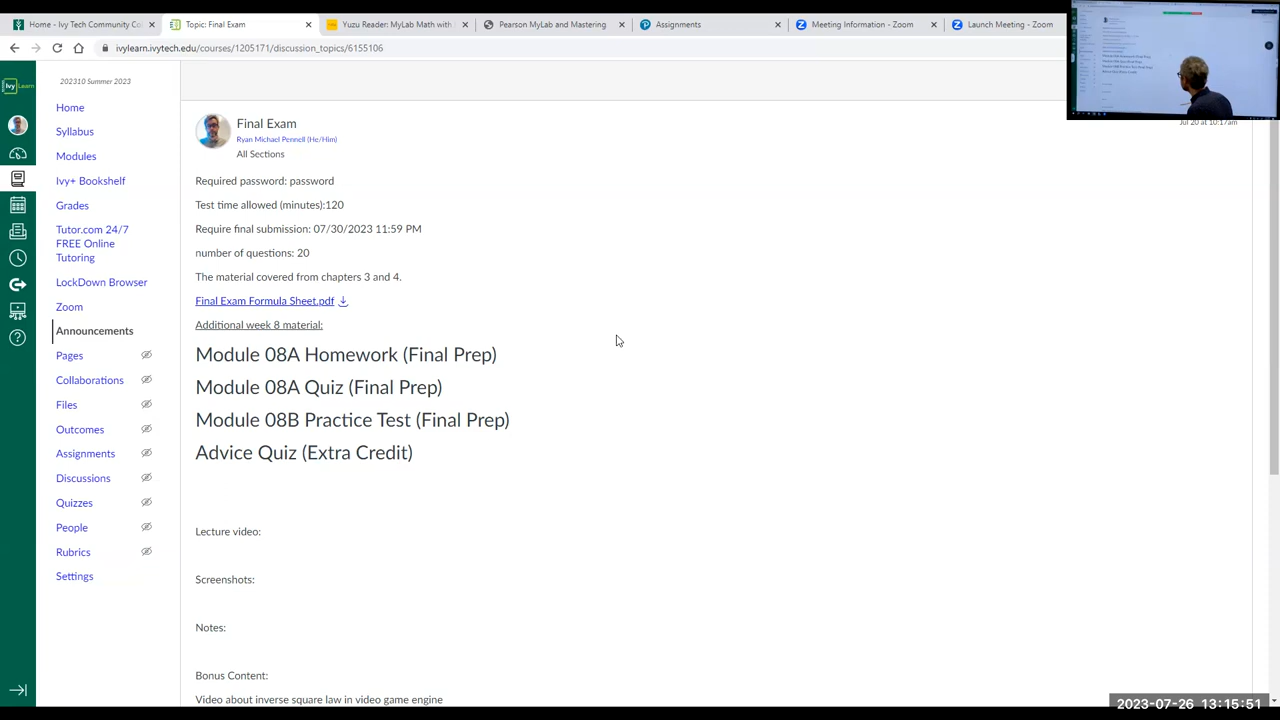 Home - Ivy Tech Community Co
Topic: Final Exam
Yuzu Reader: MyLab Math with
Pearson MyLab and Mastering
Assignments
Meeting Information - Zoom
Launch Meeting - Zoom
ivylearn.ivytech.edu/courses/1205171/discussion_topics/6155105
IvyLearn
202310 Summer 2023
Home
Syllabus
Modules
Ivy+ Bookshelf
Grades
Tutor.com 24/7
FREE Online
Tutoring
LockDown Browser
Zoom
Announcements
Pages
Collaborations
Files
Outcomes
Assignments
Discussions
Quizzes
People
Rubrics
Settings
Final Exam
Ryan Michael Pennell (He/Him)
All Sections
Jul 20 at 10:17am
Required password: password
Test time allowed (minutes):120
Require final submission: 07/30/2023 11:59 PM
number of questions: 20
The material covered from chapters 3 and 4.
Final Exam Formula Sheet.pdf
Additional week 8 material:
Module 08A Homework (Final Prep)
Module 08A Quiz (Final Prep)
Module 08B Practice Test (Final Prep)
Advice Quiz (Extra Credit)
Lecture video:
Screenshots:
Notes:
Bonus Content:
Video about inverse square law in video game engine
2023-07-26 13:15:51